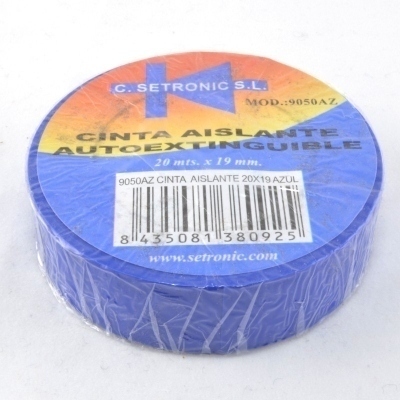 C. SETRONIC S.L.
MOD.:9050AZ
CINTA AISLANTE
AUTOEXTINGUIBLE
20 mts. x 19 mm.
9050AZ CINTA AISLANTE 20X19 AZUL
8 435081 380925
www.setronic.com